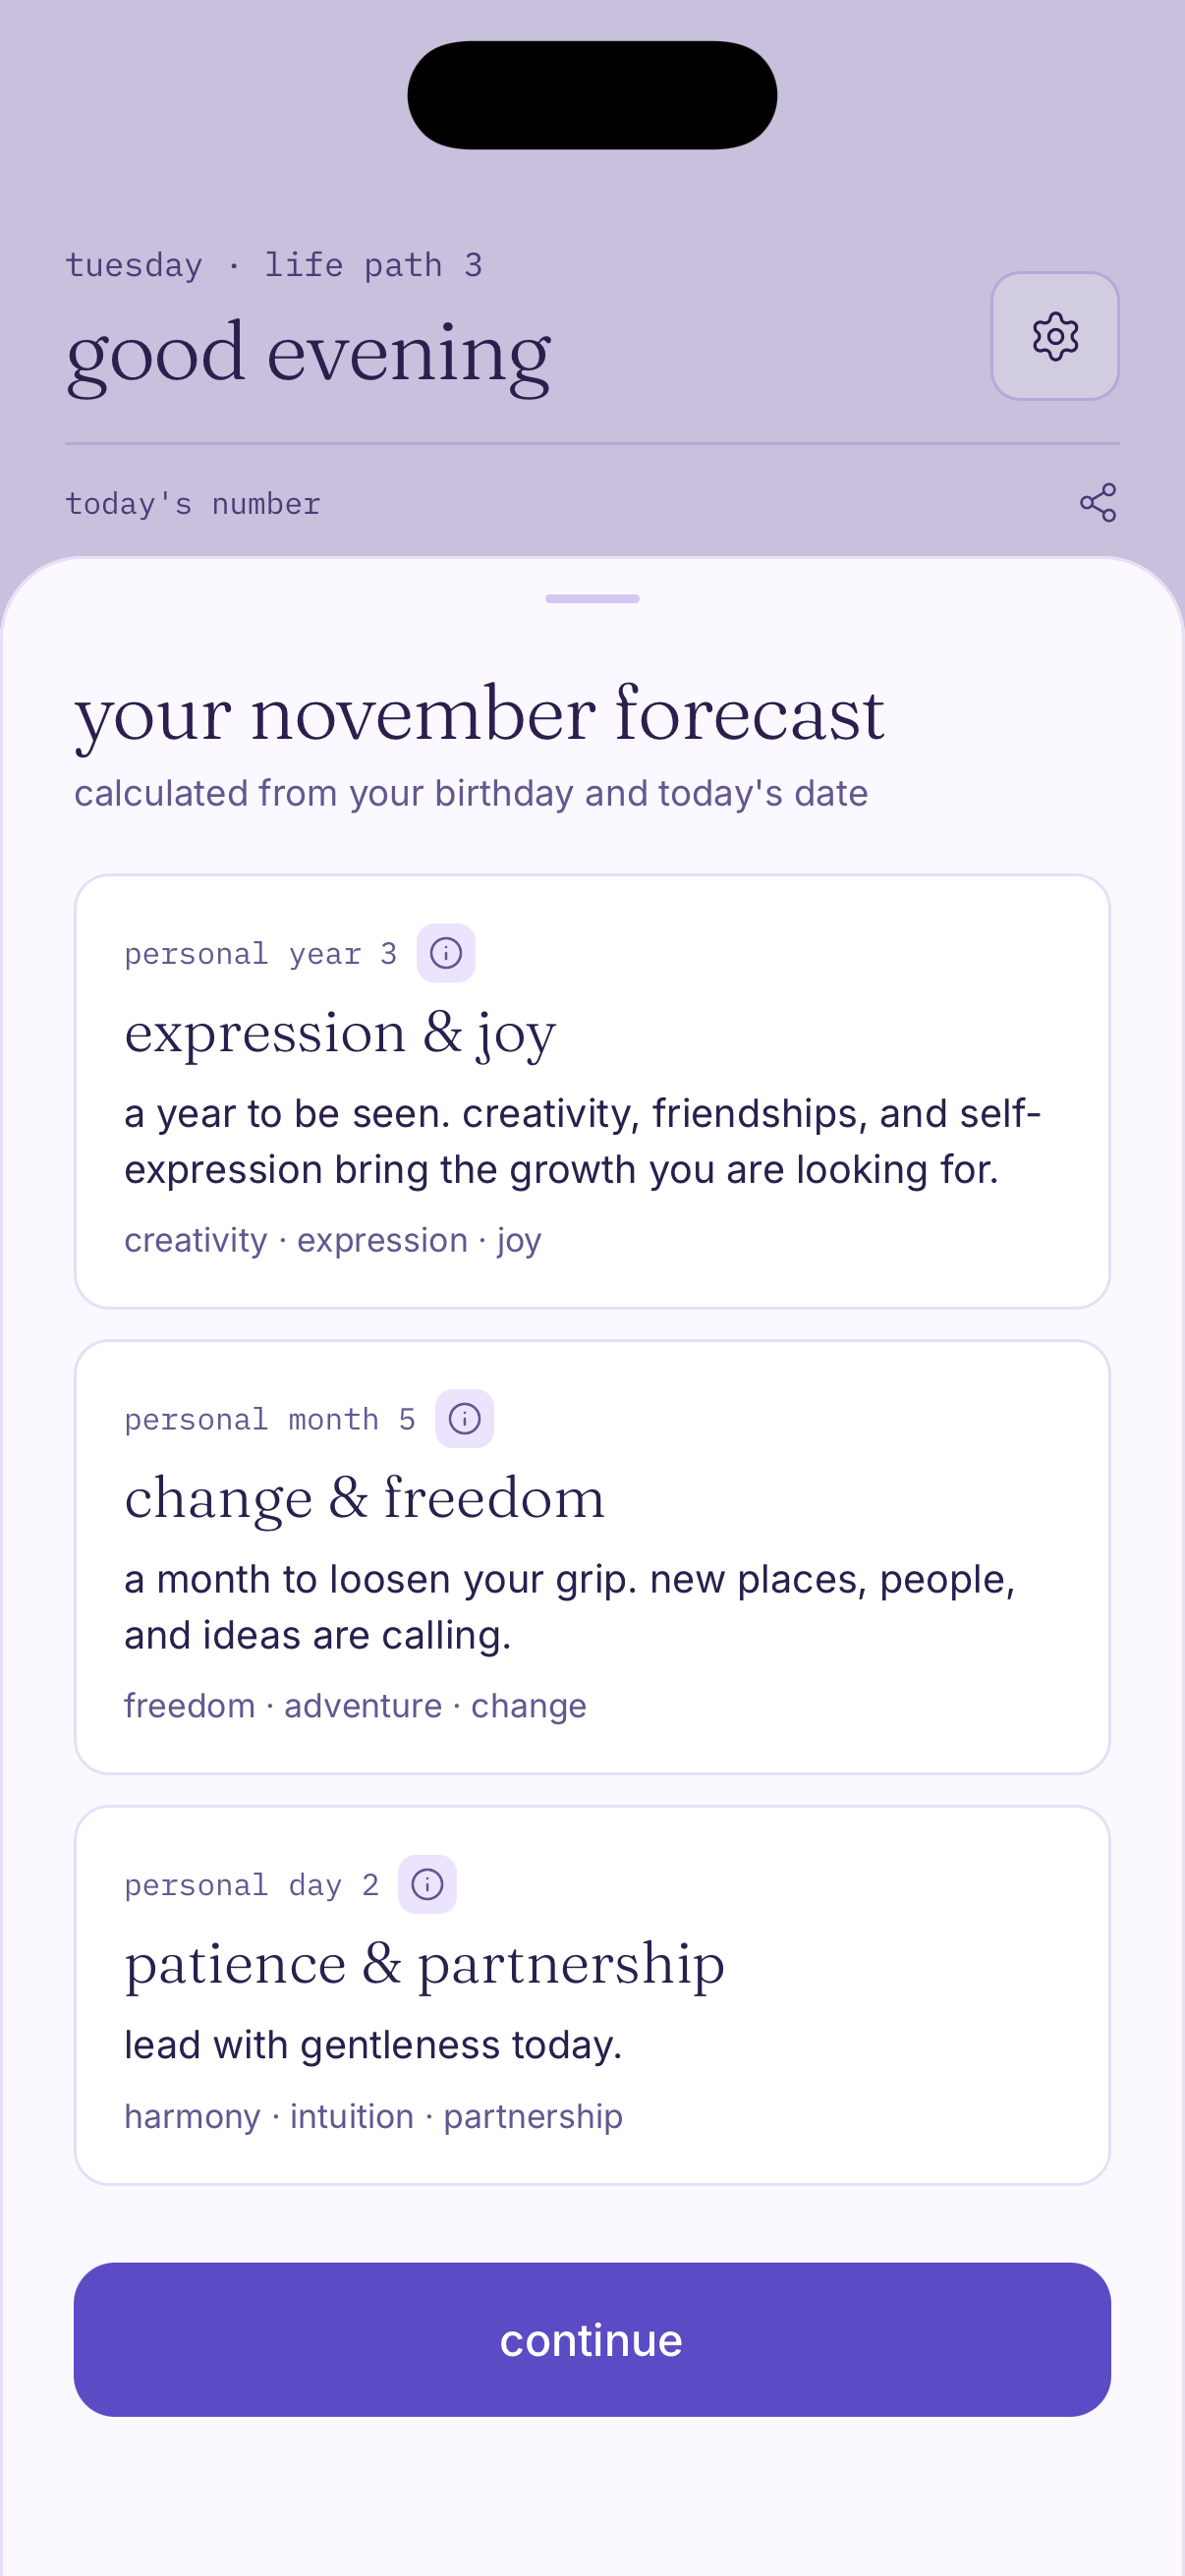 tuesday · life path 3
good evening
today's number
your november forecast
calculated from your birthday and today's date
personal year 3
expression & joy
a year to be seen. creativity, friendships, and self-
expression bring the growth you are looking for.
creativity · expression · joy
personal month 5
change & freedom
a month to loosen your grip. new places, people,
and ideas are calling.
freedom · adventure · change
personal day 2
patience & partnership
lead with gentleness today.
harmony · intuition · partnership
continue